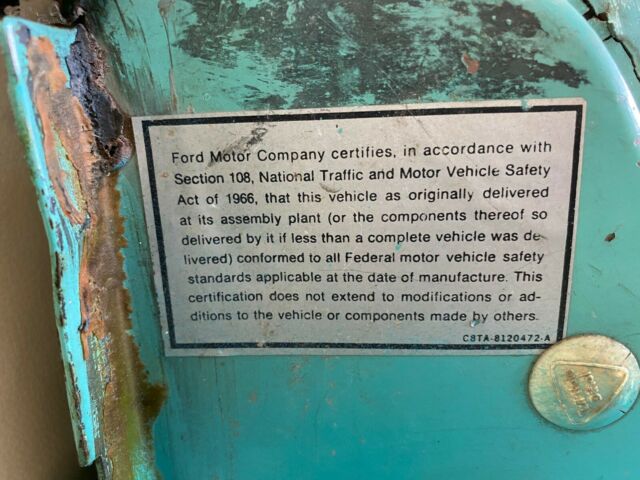 Ford Motor Company certifies, in accordance with
Section 108, National Traffic and Motor Vehicle Safety
Act of 1966, that this vehicle as originally delivered
at its assembly plant (or the components thereof so
delivered by it if less than a complete vehicle was de-
livered) conformed to all Federal motor vehicle safety
standards applicable at the date of manufacture. This
certification does not extend to modifications or ad-
ditions to the vehicle or components made by others.
C8TA-8120472-A